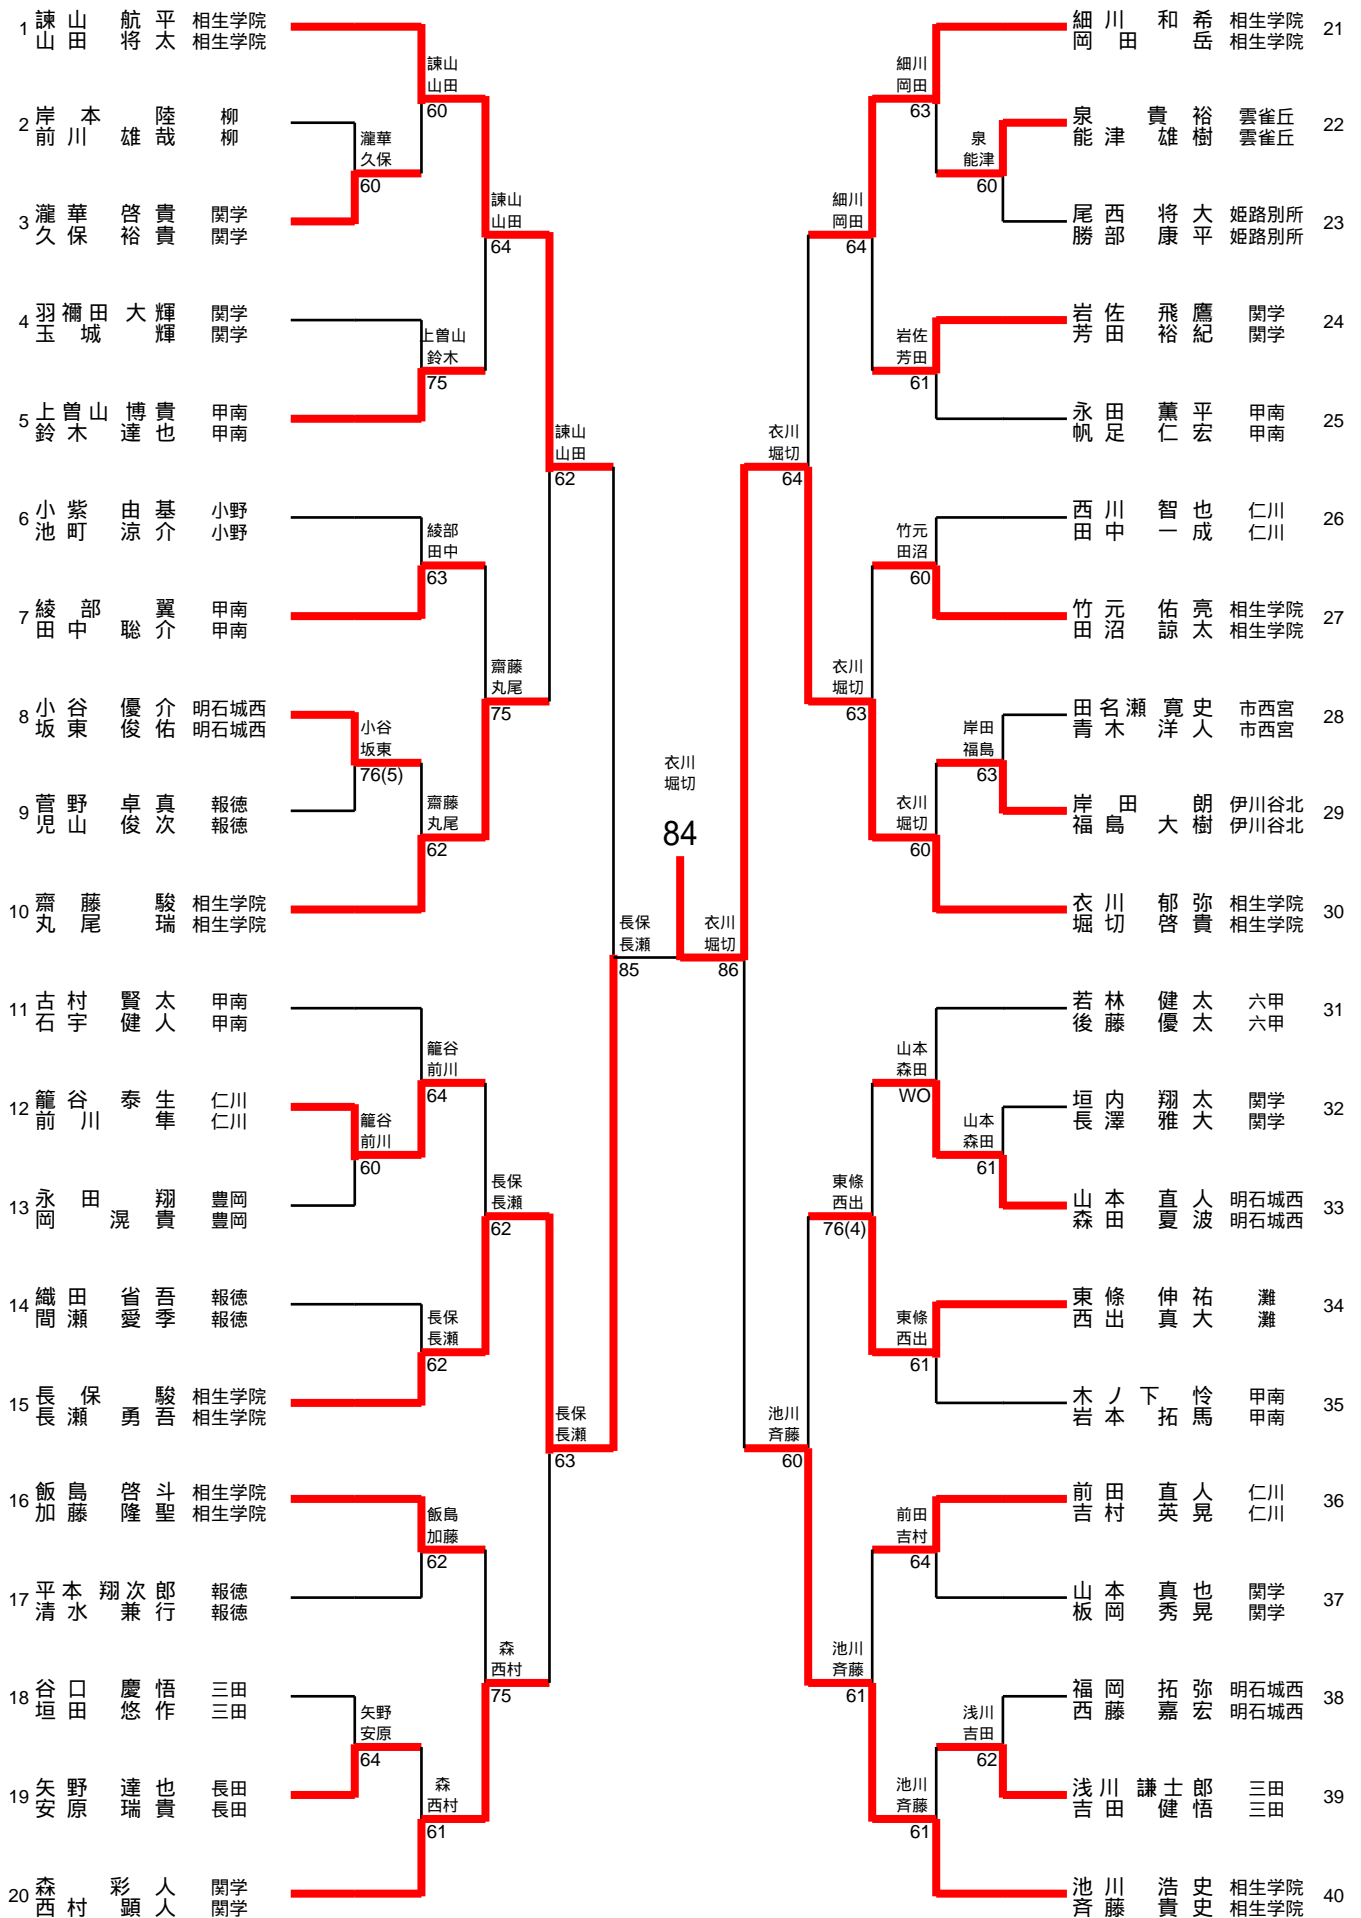 1 諫山 航平 相生学院
山田 将太 相生学院
2 岸本 陸 柳
前川 雄哉 柳
3 瀧華 啓貴 関学
久保 裕貴 関学
4 羽禰田 大輝 関学
玉城 輝 関学
5 上曽山 博貴 甲南
鈴木 達也 甲南
6 小紫 由基 小野
池町 涼介 小野
7 綾部 翼 甲南
田中 聡介 甲南
8 小谷 優介 明石城西
坂東 俊佑 明石城西
9 菅野 卓真 報徳
児山 俊次 報徳
10 齋藤 駿 相生学院
丸尾 瑞 相生学院
11 古村 賢太 甲南
石宇 健人 甲南
12 籠谷 泰生 仁川
前川 隼 仁川
13 永田 翔 豊岡
岡 滉貴 豊岡
14 織田 省吾 報徳
間瀬 愛季 報徳
15 長保 駿 相生学院
長瀬 勇吾 相生学院
16 飯島 啓斗 相生学院
加藤 隆聖 相生学院
17 平本 翔次郎 報徳
清水 兼行 報徳
18 谷口 慶悟 三田
垣田 悠作 三田
19 矢野 達也 長田
安原 瑞貴 長田
20 森 彩人 関学
西村 顕人 関学
瀧華
久保
60
小谷
坂東
76(5)
籠谷
前川
60
矢野
安原
64
諫山
山田
60
上曽山
鈴木
75
綾部
田中
63
齋藤
丸尾
62
籠谷
前川
64
長保
長瀬
62
飯島
加藤
62
森
西村
61
諫山
山田
64
齋藤
丸尾
75
長保
長瀬
62
森
西村
75
諫山
山田
62
長保
長瀬
63
長保
長瀬
85
衣川
堀切
84
衣川
堀切
86
衣川
堀切
64
池川
斉藤
60
細川
岡田
64
衣川
堀切
63
東條
西出
76(4)
池川
斉藤
61
細川
岡田
63
岩佐
芳田
61
竹元
田沼
60
衣川
堀切
60
山本
森田
WO
東條
西出
61
前田
吉村
64
池川
斉藤
61
泉
能津
60
岸田
福島
63
山本
森田
61
浅川
吉田
62
細川 和希 相生学院 21
岡田 岳 相生学院
泉 貴裕 雲雀丘 22
能津 雄樹 雲雀丘
尾西 将大 姫路別所 23
勝部 康平 姫路別所
岩佐 飛鷹 関学 24
芳田 裕紀 関学
永田 薫平 甲南 25
帆足 仁宏 甲南
西川 智也 仁川 26
田中 一成 仁川
竹元 佑亮 相生学院 27
田沼 諒太 相生学院
田名瀬 寛史 市西宮 28
青木 洋人 市西宮
岸田 朗 伊川谷北 29
福島 大樹 伊川谷北
衣川 郁弥 相生学院 30
堀切 啓貴 相生学院
若林 健太 六甲 31
後藤 優太 六甲
垣内 翔太 関学 32
長澤 雅大 関学
山本 直人 明石城西 33
森田 夏波 明石城西
東條 伸祐 灘 34
西出 真大 灘
木ノ下 怜 甲南 35
岩本 拓馬 甲南
前田 直人 仁川 36
吉村 英晃 仁川
山本 真也 関学 37
板岡 秀晃 関学
福岡 拓弥 明石城西 38
西藤 嘉宏 明石城西
浅川 謙士郎 三田 39
吉田 健悟 三田
池川 浩史 相生学院 40
斉藤 貴史 相生学院